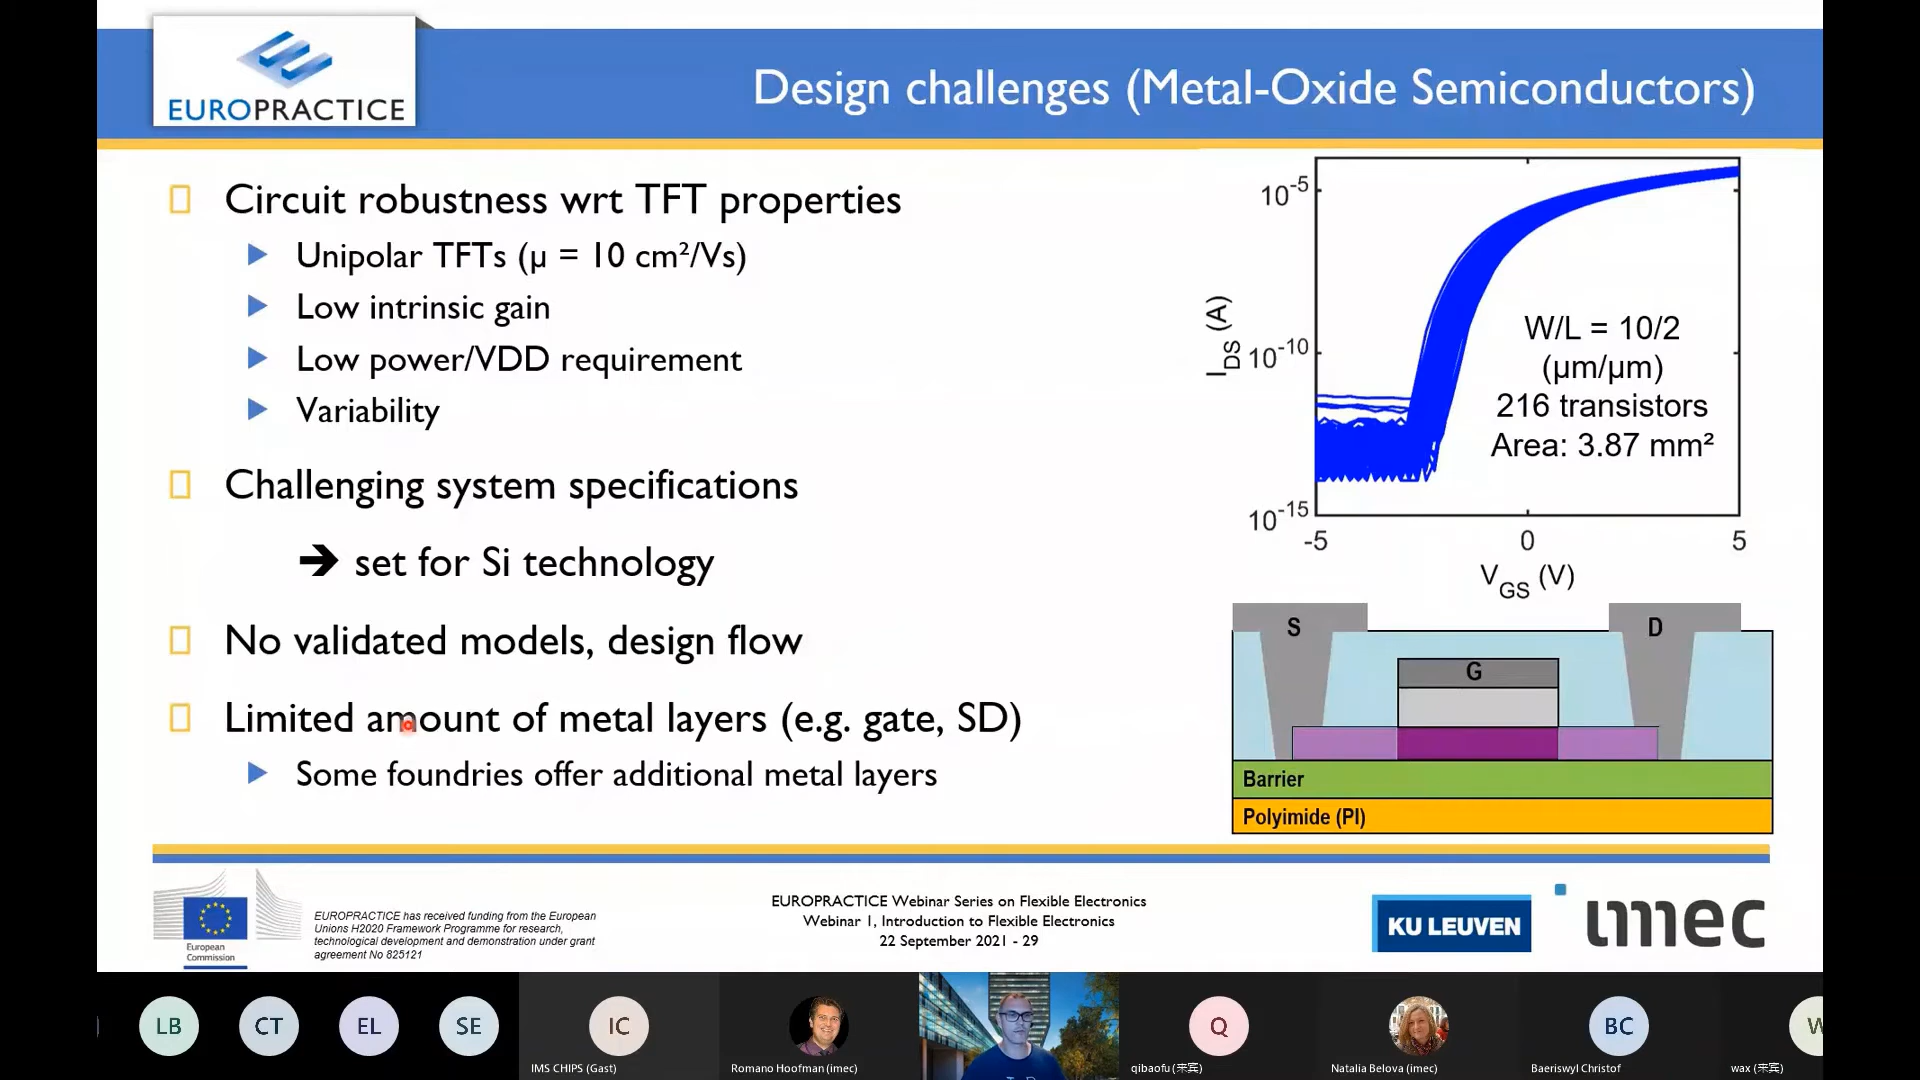 EUROPRACTICE
Design challenges (Metal-Oxide Semiconductors)
Circuit robustness wrt TFT properties
Unipolar TFTs (µ = 10 cm²/Vs)
Low intrinsic gain
Low power/VDD requirement
Variability
Challenging system specifications
➔ set for Si technology
No validated models, design flow
Limited amount of metal layers (e.g. gate, SD)
Some foundries offer additional metal layers
10⁻⁵
10⁻¹⁰
10⁻¹⁵
I_DS (A)
W/L = 10/2
(µm/µm)
216 transistors
Area: 3.87 mm²
-5 0 5
V_GS (V)
S G D
Barrier
Polyimide (PI)
European
Commission
EUROPRACTICE has received funding from the European
Unions H2020 Framework Programme for research,
technological development and demonstration under grant
agreement No 825121
EUROPRACTICE Webinar Series on Flexible Electronics
Webinar 1, Introduction to Flexible Electronics
22 September 2021 - 29
KU LEUVEN
imec
LB CT EL SE IC Q BC W
IMS CHIPS (Gast)
Romano Hoofman (imec)
qibaofu (来宾)
Natalia Belova (imec)
Baeriswyl Christof
wax (来宾)